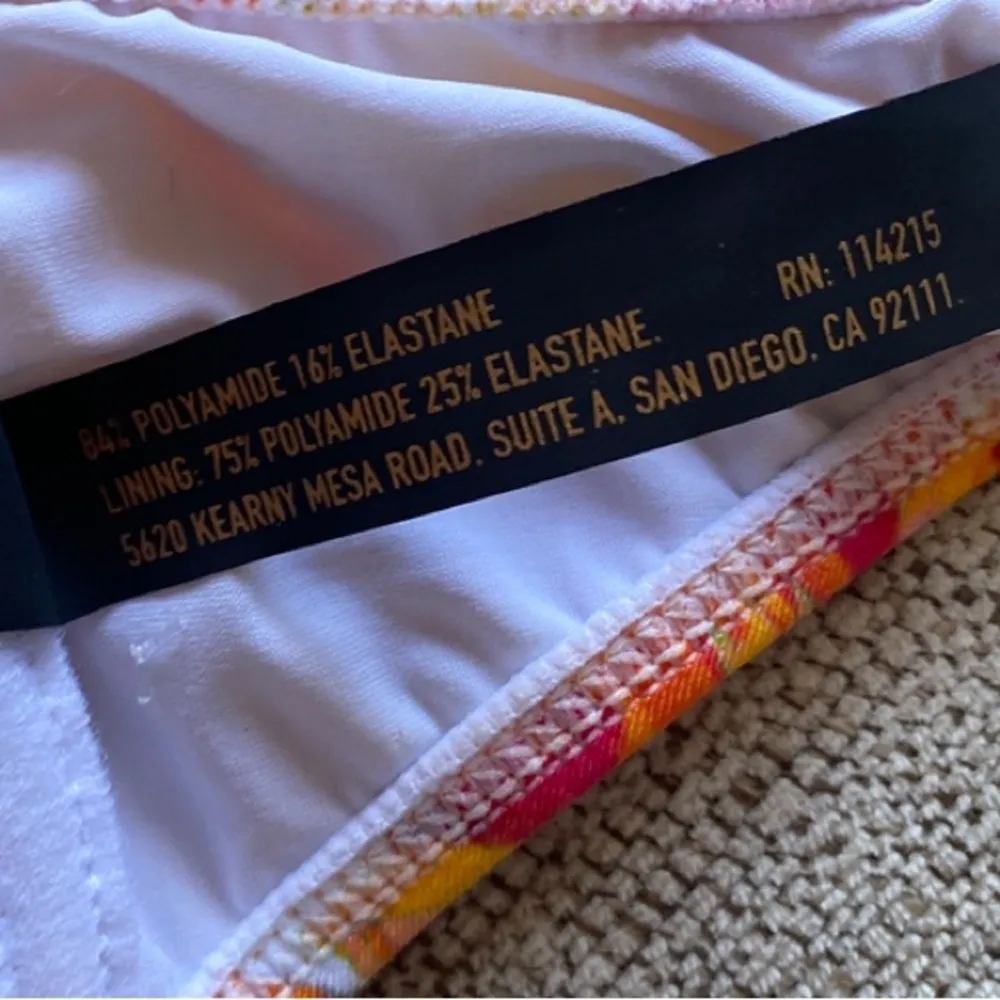 84% POLYAMIDE 16% ELASTANE
LINING: 75% POLYAMIDE 25% ELASTANE. RN: 114215
5620 KEARNY MESA ROAD. SUITE A. SAN DIEGO. CA 92111.